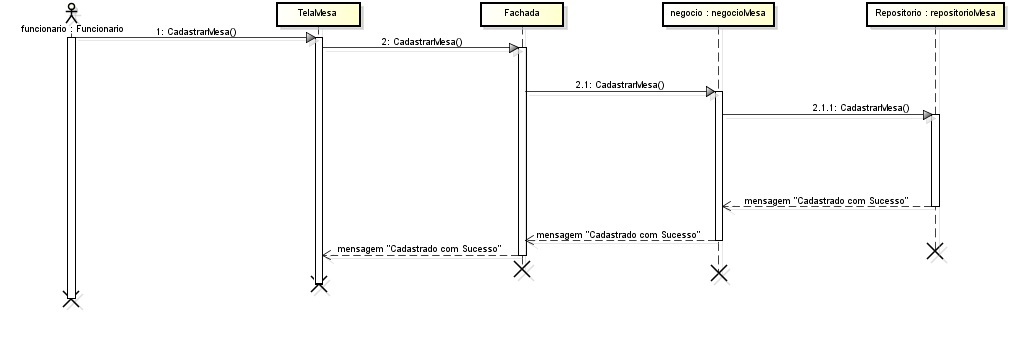 TelaMesa
Fachada
negocio : negocioMesa
Repositorio : repositorioMesa
funcionario : Funcionario
1: CadastrarMesa()
2: CadastrarMesa()
2.1: CadastrarMesa()
2.1.1: CadastrarMesa()
mensagem "Cadastrado com Sucesso"
mensagem "Cadastrado com Sucesso"
mensagem "Cadastrado com Sucesso"